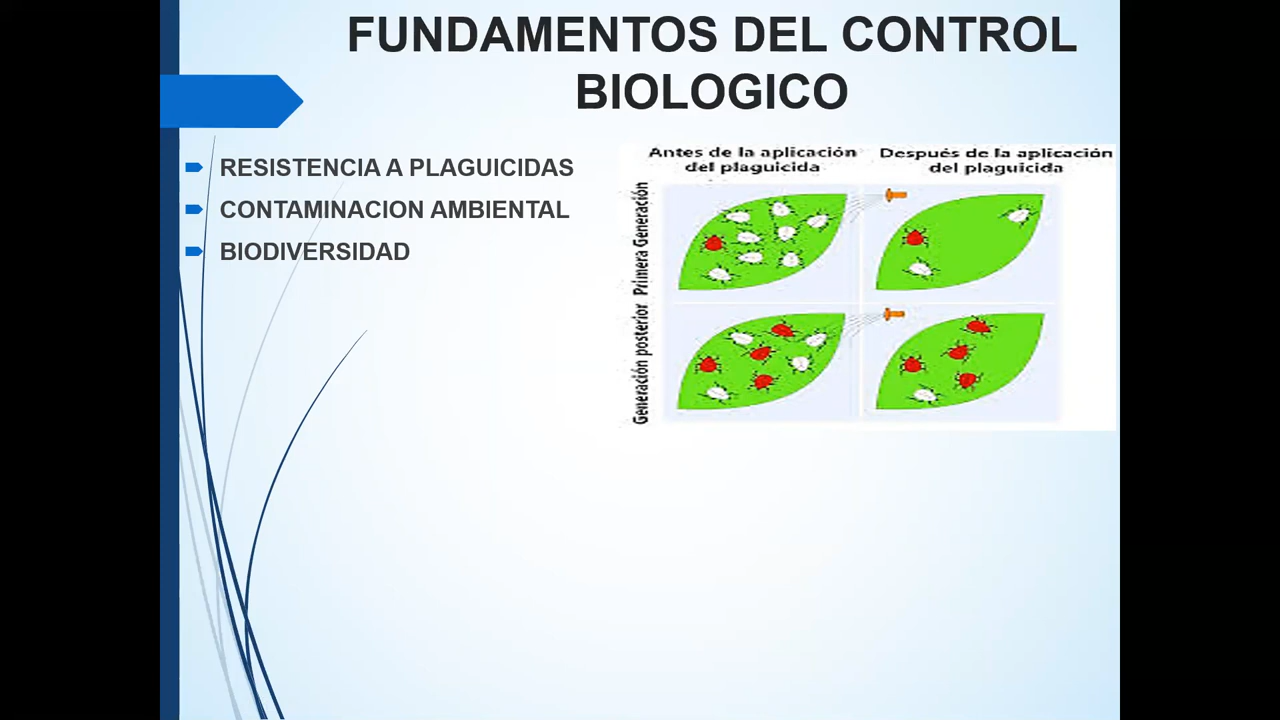 FUNDAMENTOS DEL CONTROL
BIOLOGICO
RESISTENCIA A PLAGUICIDAS
CONTAMINACION AMBIENTAL
BIODIVERSIDAD
Antes de la aplicación
del plaguicida
Después de la aplicación
del plaguicida
Primera Generación
Generación posterior